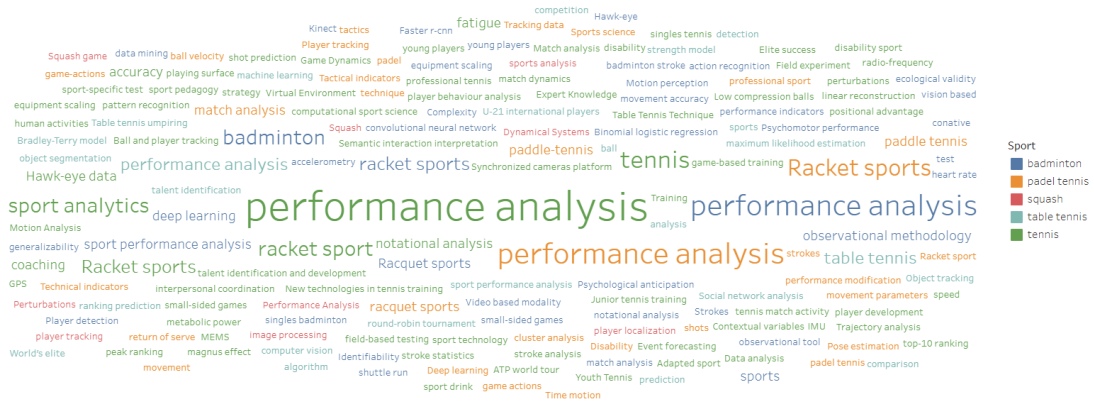 competition
Hawk-eye
Kinect tactics Faster r-cnn fatigue Tracking data Sports science singles tennis detection
Squash game data mining ball velocity shot prediction Player tracking young players young players Match analysis disability strength model Elite success disability sport
Game Dynamics padel equipment scaling sports analysis badminton stroke action recognition Field experiment radio-frequency
game-actions accuracy playing surface machine learning Tactical indicators professional tennis match dynamics Motion perception professional sport perturbations ecological validity
sport-specific test sport pedagogy strategy Virtual Environment technique player behaviour analysis Expert Knowledge movement accuracy Low compression balls linear reconstruction vision based
equipment scaling pattern recognition match analysis computational sport science Complexity U-21 international players Table Tennis Technique performance indicators positional advantage
human activities Table tennis umpiring Squash convolutional neural network Dynamical Systems Binomial logistic regression sports Psychomotor performance conative
Bradley-Terry model Ball and player tracking badminton Semantic interaction interpretation paddle-tennis ball maximum likelihood estimation paddle tennis
object segmentation performance analysis accelerometry racket sports Synchronized cameras platform tennis game-based training Racket sports test
Hawk-eye data heart rate
talent identification
sport analytics deep learning performance analysis Training performance analysis
analysis
Motion Analysis
generalizability sport performance analysis racket sport notational analysis performance analysis strokes observational methodology
table tennis Racket sport
coaching Racket sports talent identification and development Racquet sports
GPS Technical indicators interpersonal coordination New technologies in tennis training sport performance analysis Psychological anticipation performance modification Object tracking
Perturbations ranking prediction small-sided games Performance Analysis racquet sports Video based modality Junior tennis training Social network analysis movement parameters speed
Player detection metabolic power singles badminton round-robin tournament small-sided games notational analysis Strokes tennis match activity player development
player tracking return of serve MEMS image processing field-based testing sport technology cluster analysis player localization shots Contextual variables IMU Trajectory analysis
World's elite peak ranking magnus effect computer vision Identifiability stroke statistics stroke analysis Disability Event forecasting observational tool Pose estimation top-10 ranking
movement algorithm shuttle run Deep learning ATP world tour match analysis Adapted sport Data analysis padel tennis comparison
sport drink game actions Youth Tennis prediction sports
Time motion
Sport
badminton
padel tennis
squash
table tennis
tennis